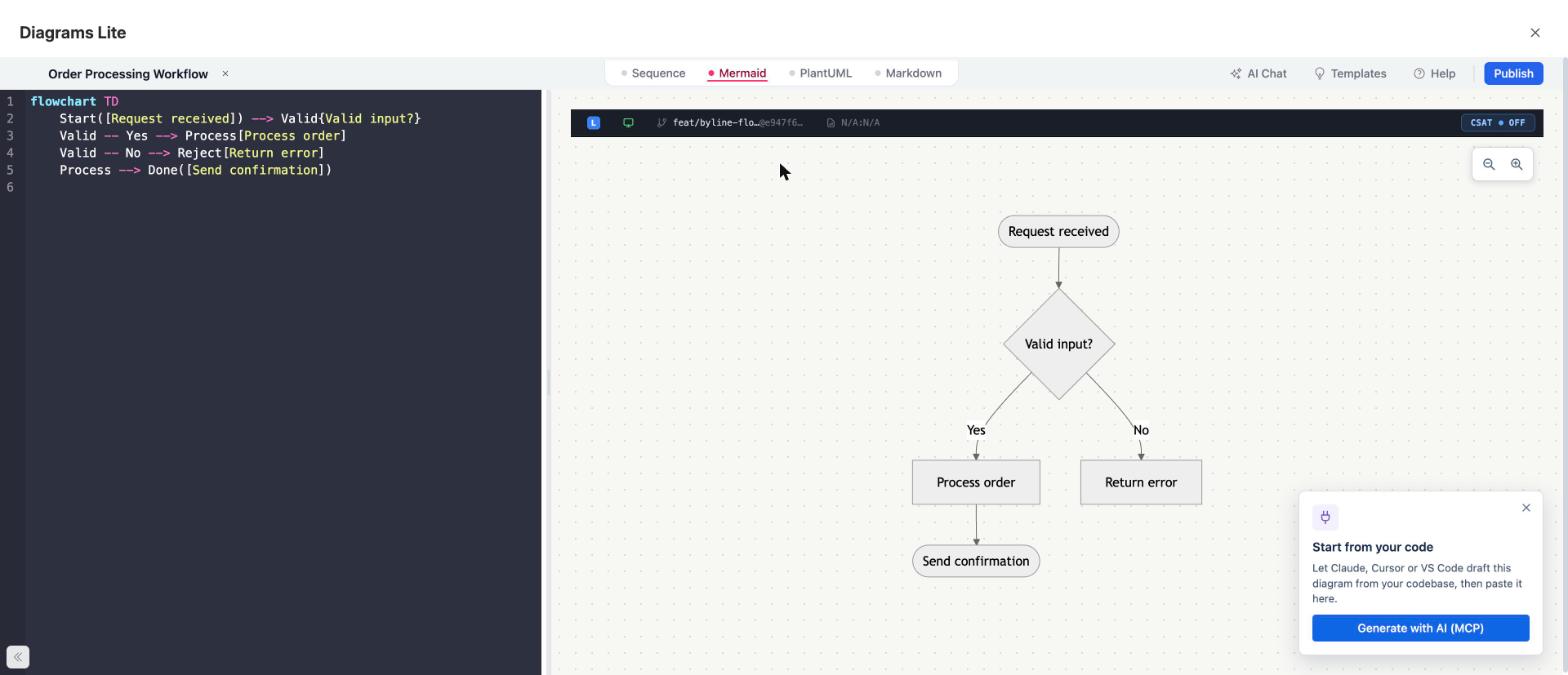 Diagrams Lite
Order Processing Workflow
Sequence
Mermaid
PlantUML
Markdown
AI Chat
Templates
Help
Publish
1 flowchart TD
2 Start([Request received]) --> Valid{Valid input?}
3 Valid -- Yes --> Process[Process order]
4 Valid -- No --> Reject[Return error]
5 Process --> Done([Send confirmation])
6
L
feat/byline-flo…@e947f6…
N/A:N/A
CSAT OFF
Request received
Valid input?
Yes
No
Process order
Return error
Send confirmation
Start from your code
Let Claude, Cursor or VS Code draft this
diagram from your codebase, then paste it
here.
Generate with AI (MCP)